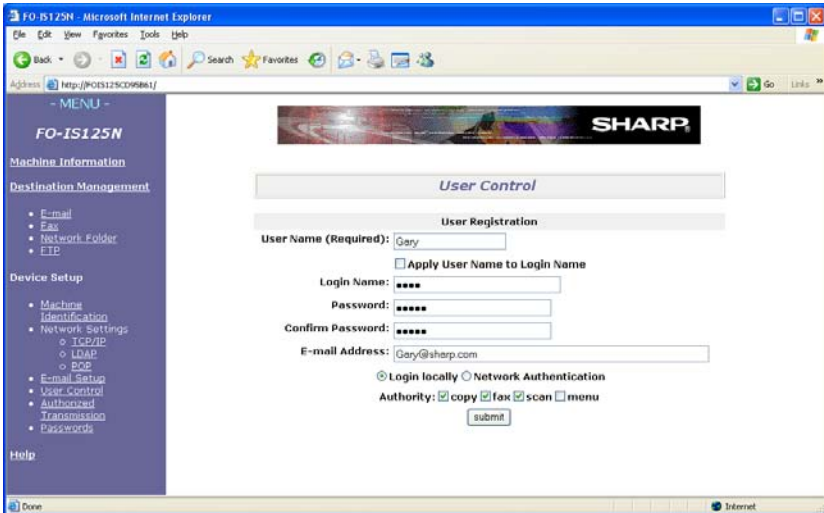 FO-IS125N - Microsoft Internet Explorer
File Edit View Favorites Tools Help
Back Search Favorites
Address http://FOIS125CD95B61/ Go Links »
- MENU -
FO-IS125N
Machine Information
Destination Management
E-mail
Fax
Network Folder
FTP
Device Setup
Machine
Identification
Network Settings
TCP/IP
LDAP
POP
E-mail Setup
User Control
Authorized
Transmission
Passwords
Help
SHARP®
User Control
User Registration
User Name (Required): Gary
Apply User Name to Login Name
Login Name: ••••
Password: •••••
Confirm Password: •••••
E-mail Address: Gary@sharp.com
Login locally Network Authentication
Authority: copy fax scan menu
submit
Done Internet